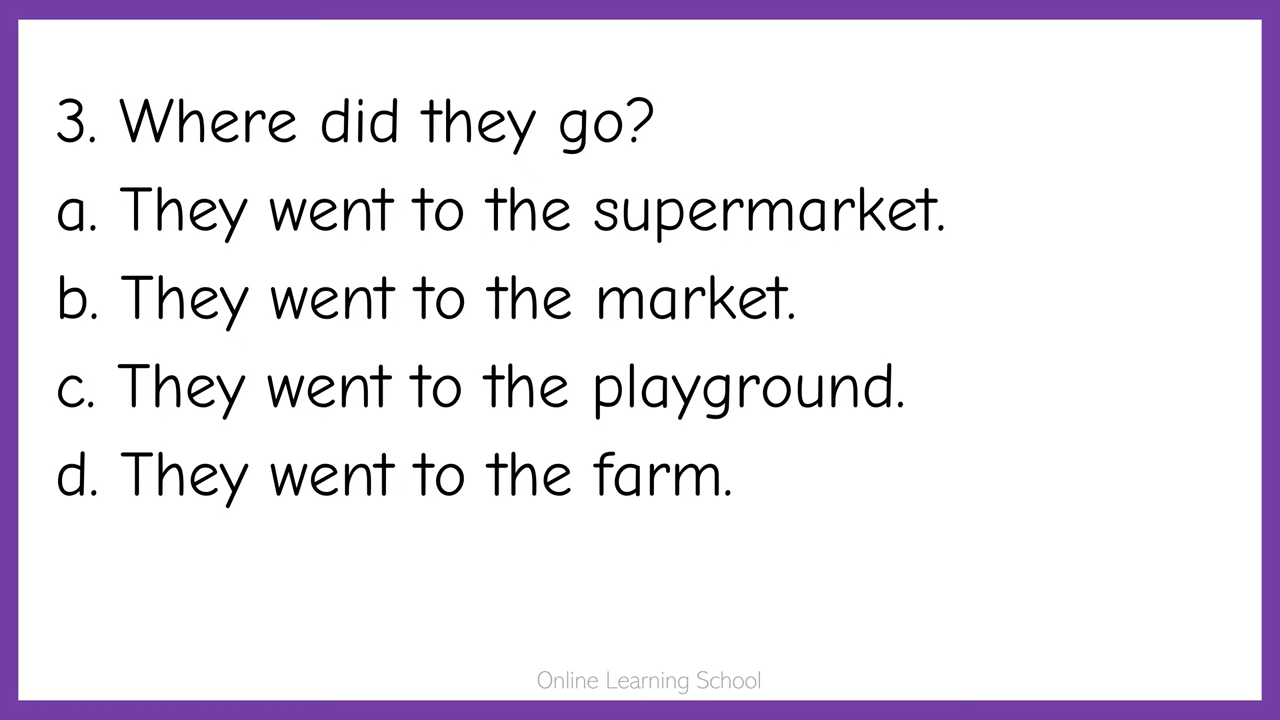 3. Where did they go?
a. They went to the supermarket.
b. They went to the market.
c. They went to the playground.
d. They went to the farm.
Online Learning School